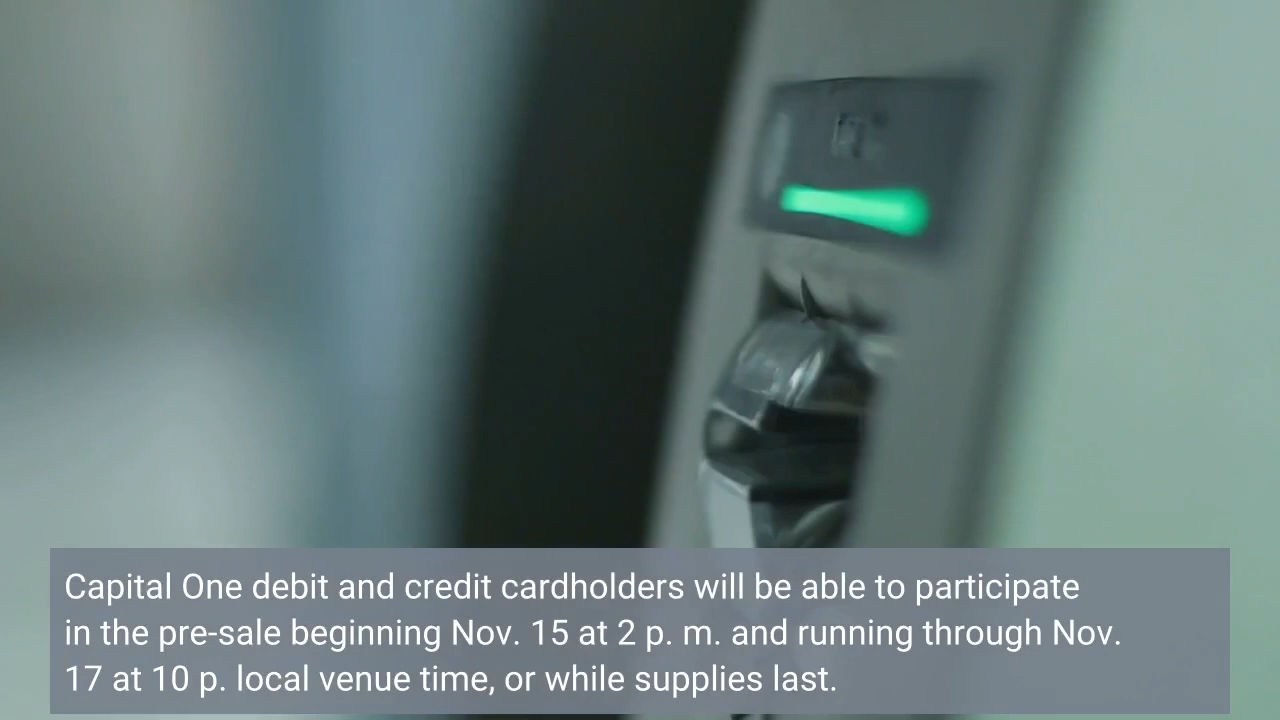 Capital One debit and credit cardholders will be able to participate
in the pre-sale beginning Nov. 15 at 2 p. m. and running through Nov.
17 at 10 p. local venue time, or while supplies last.